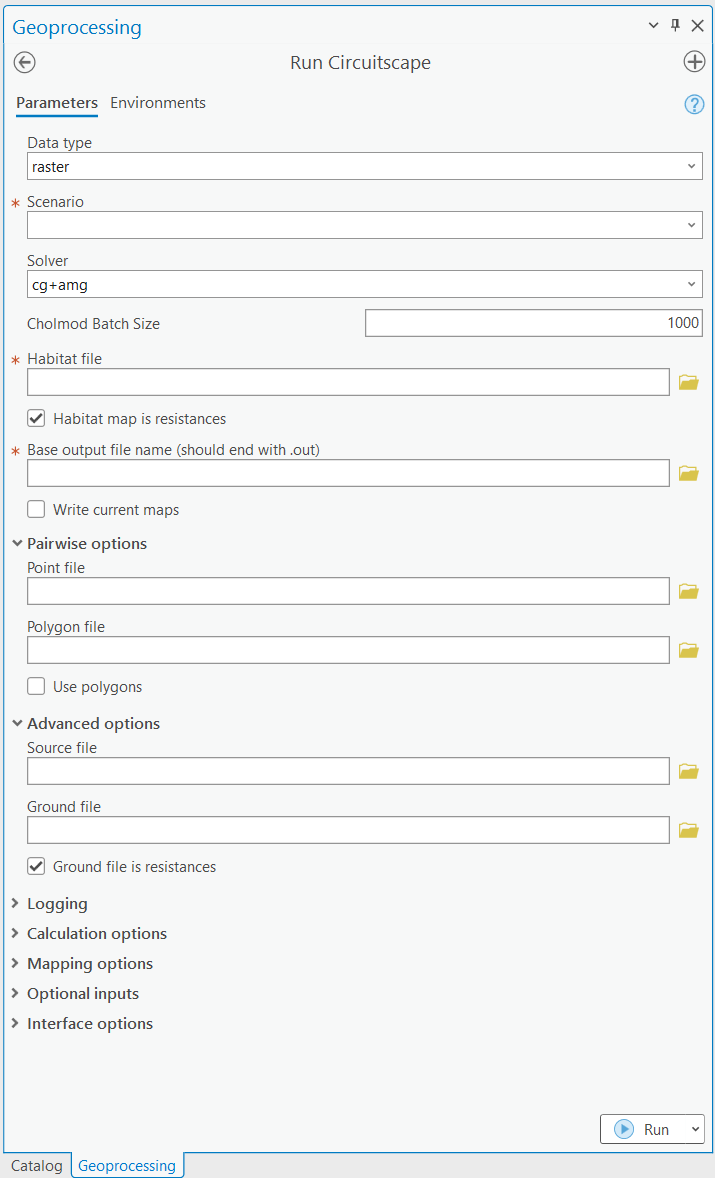 Geoprocessing
Run Circuitscape
Parameters Environments
?
Data type
raster
* Scenario
Solver
cg+amg
Cholmod Batch Size 1000
* Habitat file
Habitat map is resistances
* Base output file name (should end with .out)
Write current maps
Pairwise options
Point file
Polygon file
Use polygons
Advanced options
Source file
Ground file
Ground file is resistances
Logging
Calculation options
Mapping options
Optional inputs
Interface options
Run
Catalog Geoprocessing